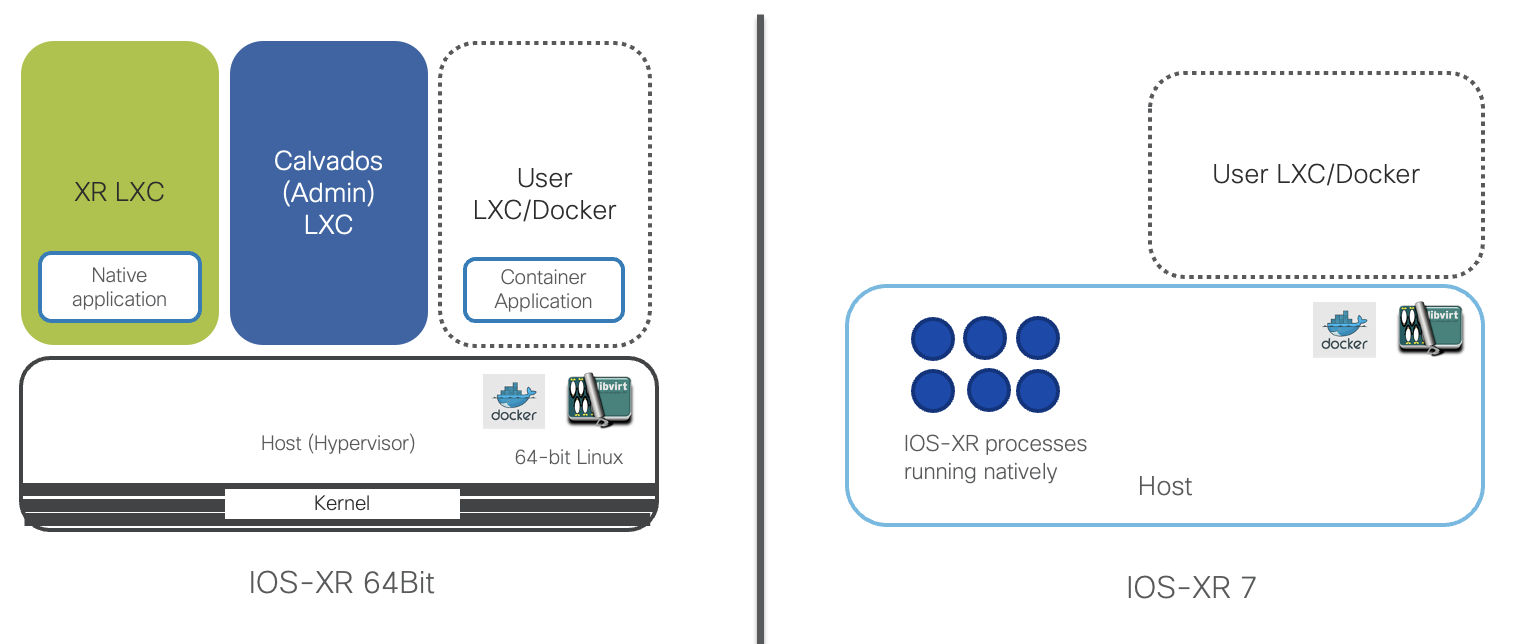 XR LXC
Native
application
Calvados
(Admin)
LXC
User
LXC/Docker
Container
Application
docker
libvirt
Host (Hypervisor)
64-bit Linux
Kernel
IOS-XR 64Bit
User LXC/Docker
docker
libvirt
IOS-XR processes
running natively
Host
IOS-XR 7